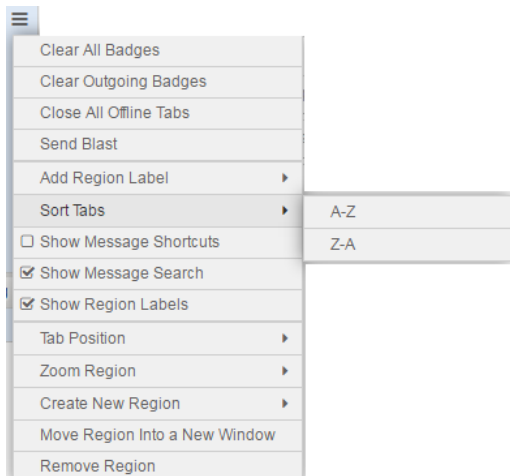 Clear All Badges
Clear Outgoing Badges
Close All Offline Tabs
Send Blast
Add Region Label
Sort Tabs
A-Z
Z-A
Show Message Shortcuts
Show Message Search
Show Region Labels
Tab Position
Zoom Region
Create New Region
Move Region Into a New Window
Remove Region